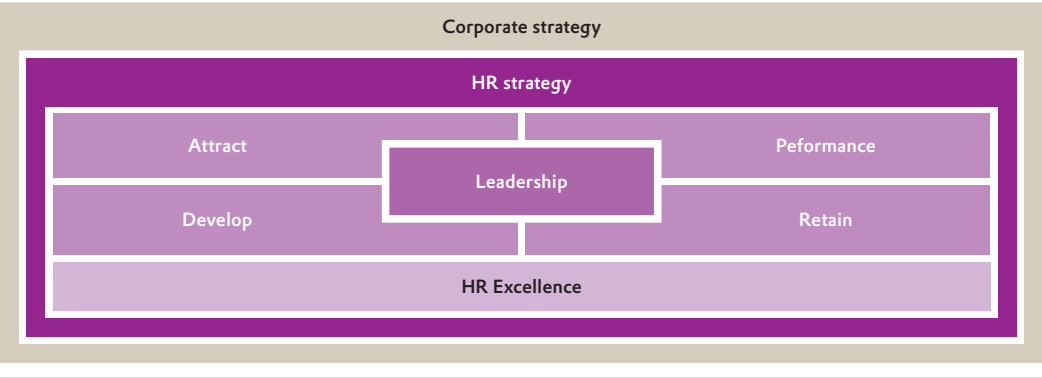 Corporate strategy
HR strategy
Attract
Peformance
Leadership
Develop
Retain
HR Excellence